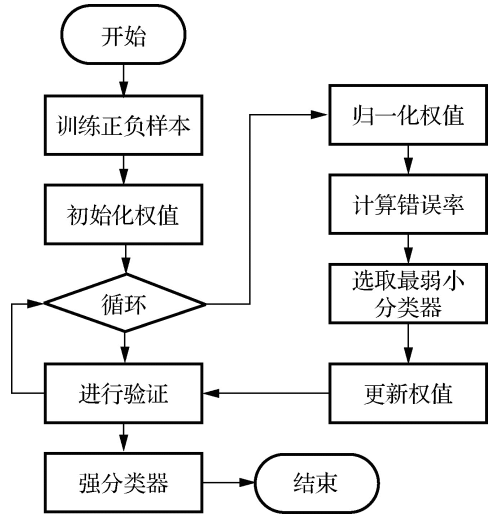 开始
训练正负样本
初始化权值
循环
进行验证
强分类器
归一化权值
计算错误率
选取最弱小
分类器
更新权值
结束